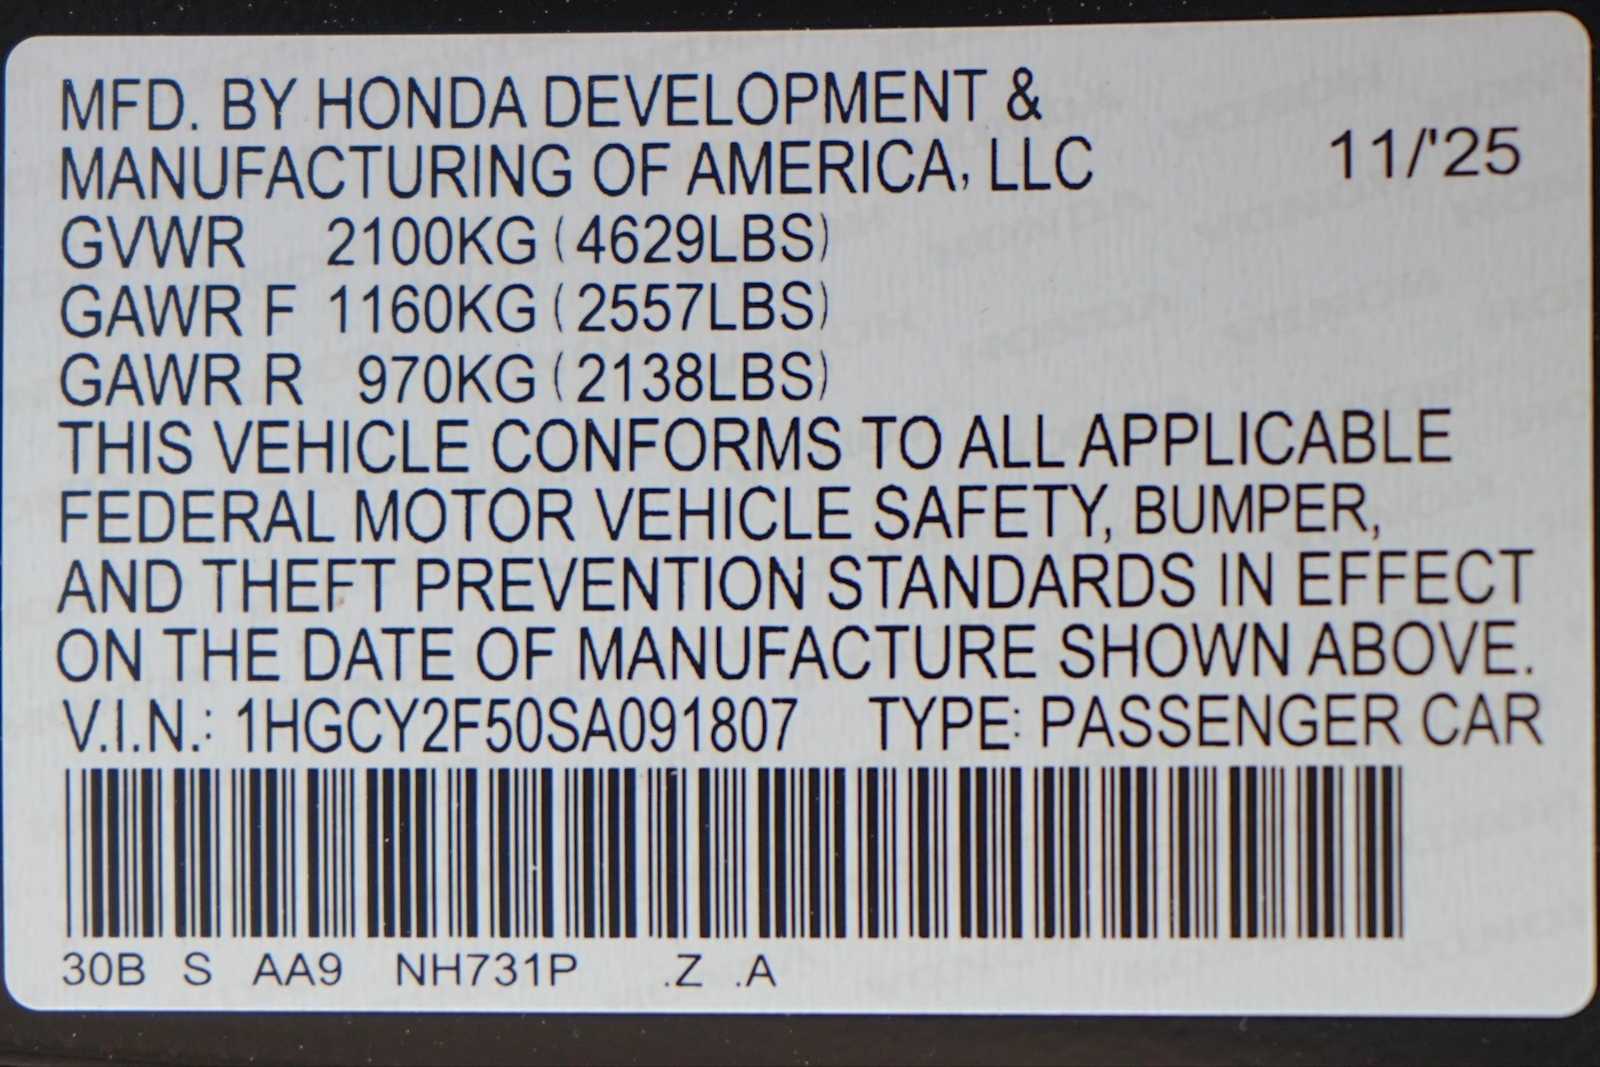 MFD. BY HONDA DEVELOPMENT &
MANUFACTURING OF AMERICA, LLC 11/'25
GVWR 2100KG (4629LBS)
GAWR F 1160KG (2557LBS)
GAWR R 970KG (2138LBS)
THIS VEHICLE CONFORMS TO ALL APPLICABLE
FEDERAL MOTOR VEHICLE SAFETY, BUMPER,
AND THEFT PREVENTION STANDARDS IN EFFECT
ON THE DATE OF MANUFACTURE SHOWN ABOVE.
V.I.N.: 1HGCY2F50SA091807 TYPE: PASSENGER CAR
30B S AA9 NH731P .Z .A